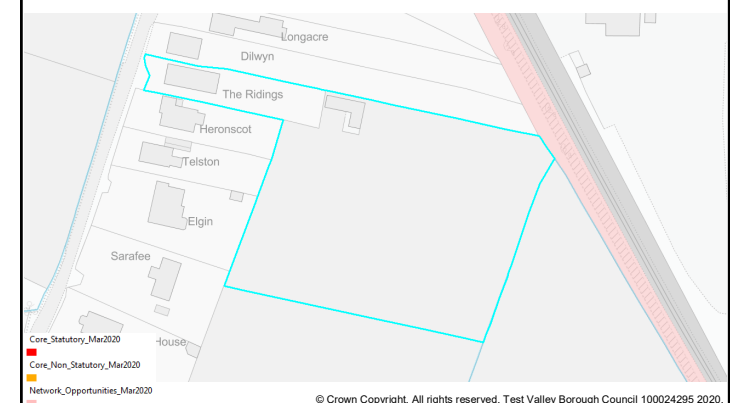 Longacre
Dilwyn
The Ridings
Heronscot
Telston
Elgin
Sarafee
House
Core_Statutory_Mar2020
Core_Non_Statutory_Mar2020
Network_Opportunities_Mar2020
© Crown Copyright. All rights reserved. Test Valley Borough Council 100024295 2020.